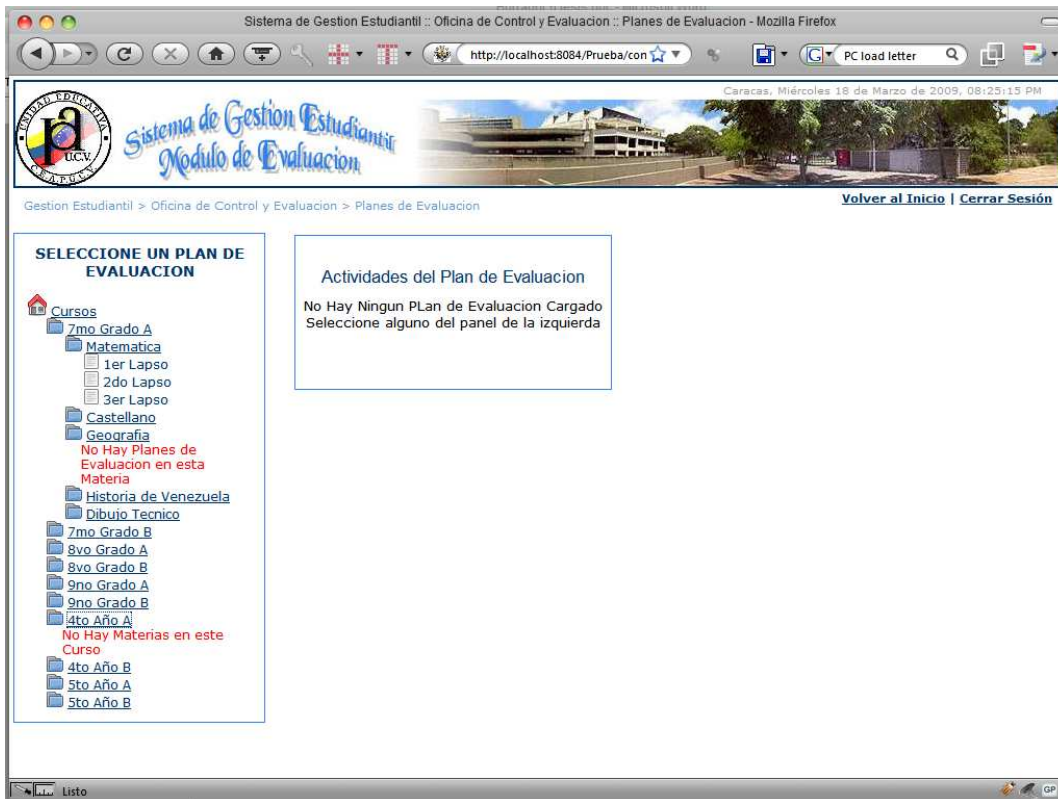 Sistema de Gestion Estudiantil :: Oficina de Control y Evaluacion :: Planes de Evaluacion - Mozilla Firefox
http://localhost:8084/Prueba/con
PC load letter
Caracas, Miércoles 18 de Marzo de 2009, 08:25:15 PM
UNIDAD EDUCATIVA
U.C.V.
C.E.A.P.U.C.V.
Sistema de Gestion Estudiantil
Modulo de Evaluacion
Gestion Estudiantil > Oficina de Control y Evaluacion > Planes de Evaluacion
Volver al Inicio | Cerrar Sesión
SELECCIONE UN PLAN DE
EVALUACION
Cursos
7mo Grado A
Matematica
1er Lapso
2do Lapso
3er Lapso
Castellano
Geografia
No Hay Planes de
Evaluacion en esta
Materia
Historia de Venezuela
Dibujo Tecnico
7mo Grado B
8vo Grado A
8vo Grado B
9no Grado A
9no Grado B
4to Año A
No Hay Materias en este
Curso
4to Año B
5to Año A
5to Año B
Actividades del Plan de Evaluacion
No Hay Ningun PLan de Evaluacion Cargado
Seleccione alguno del panel de la izquierda
Listo
GP